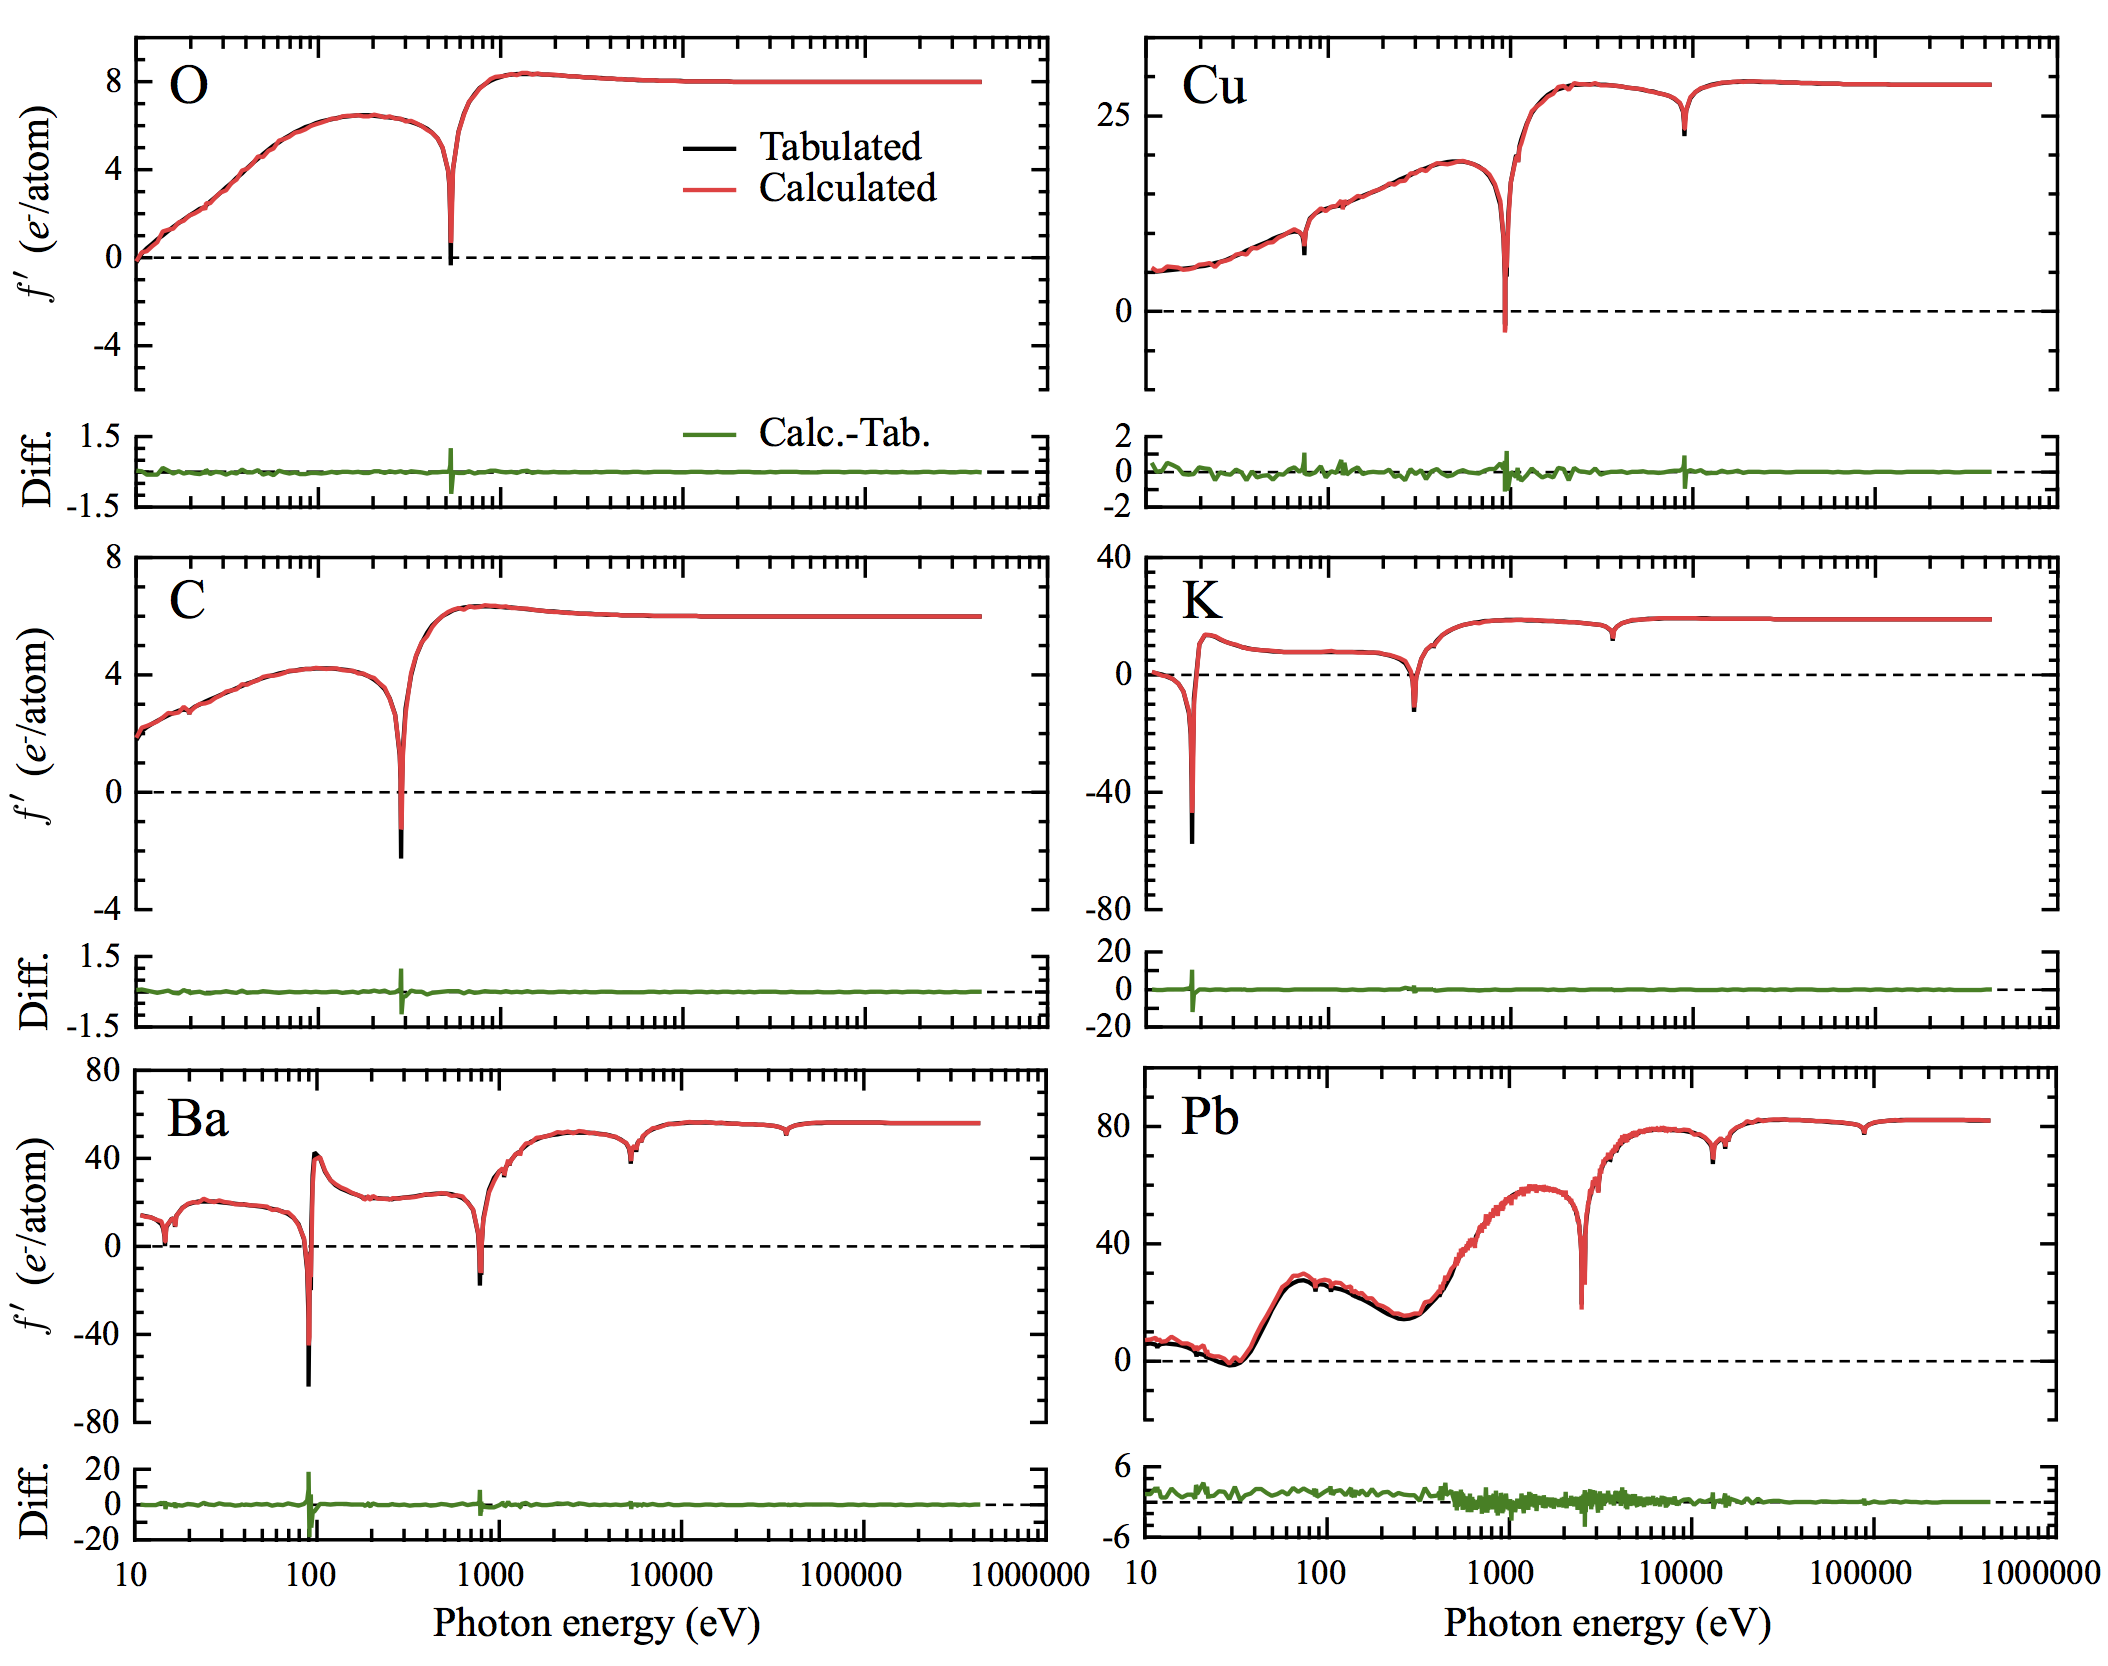 O
Tabulated
Calculated
f' (e-/atom)
8
4
0
-4
Calc.-Tab.
Diff.
1.5
-1.5
Cu
25
0
2
0
-2
C
f' (e-/atom)
8
4
0
-4
Diff.
1.5
-1.5
K
40
0
-40
-80
20
0
-20
Ba
f' (e-/atom)
80
40
0
-40
-80
Diff.
20
0
-20
10 100 1000 10000 100000 1000000
Photon energy (eV)
Pb
80
40
0
6
-6
10 100 1000 10000 100000 1000000
Photon energy (eV)